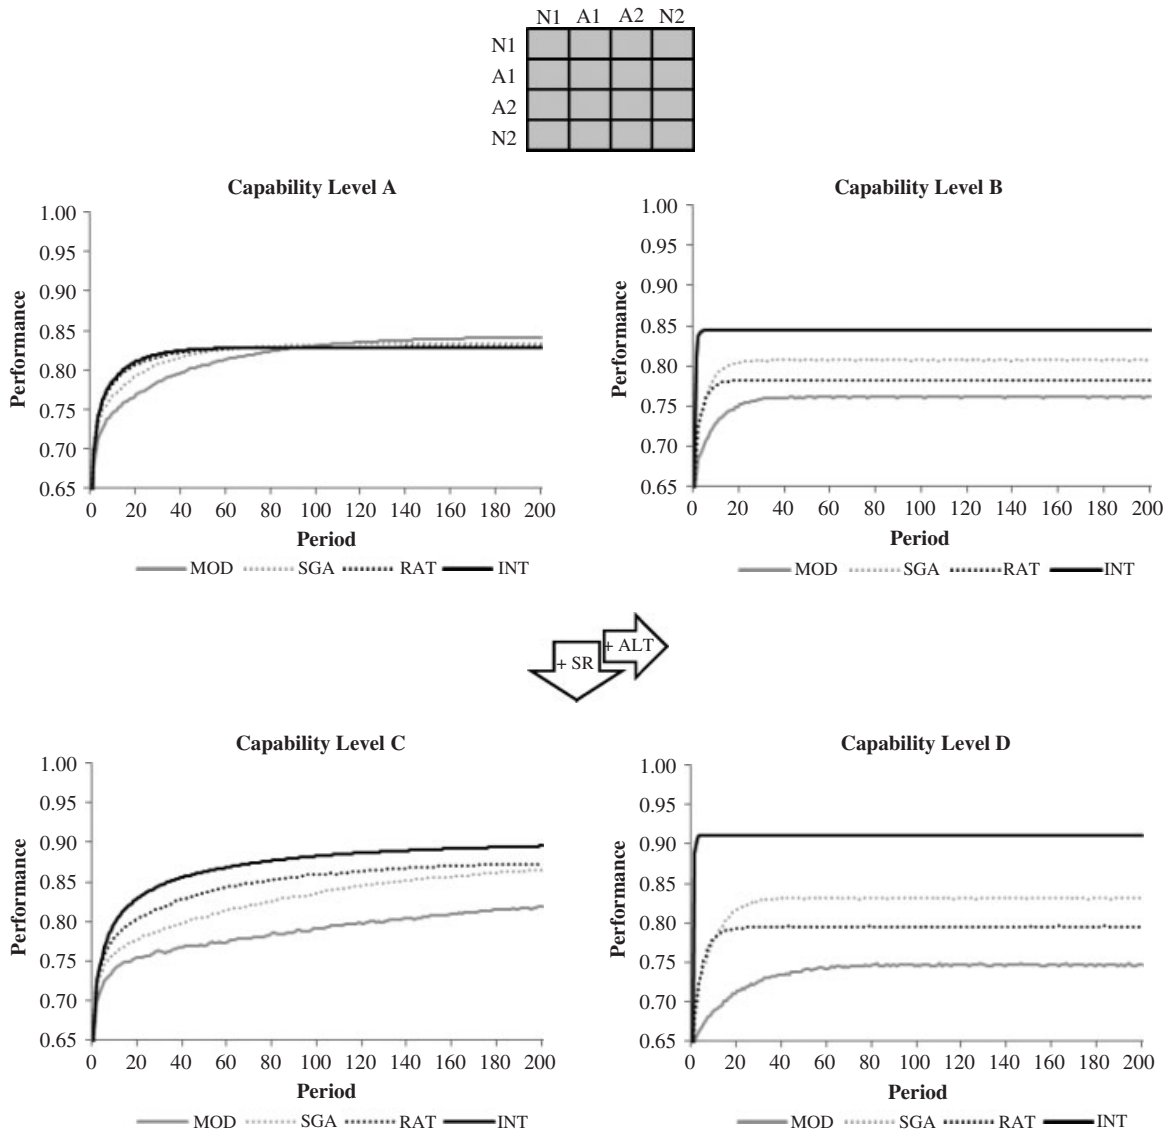 N1 A1 A2 N2
N1
A1
A2
N2
Capability Level A
1.00
0.95
0.90
0.85
0.80
0.75
0.70
0.65
Performance
0 20 40 60 80 100 120 140 160 180 200
Period
MOD SGA RAT INT
Capability Level B
1.00
0.95
0.90
0.85
0.80
0.75
0.70
0.65
Performance
0 20 40 60 80 100 120 140 160 180 200
Period
MOD SGA RAT INT
+ ALT
+ SR
Capability Level C
1.00
0.95
0.90
0.85
0.80
0.75
0.70
0.65
Performance
0 20 40 60 80 100 120 140 160 180 200
Period
MOD SGA RAT INT
Capability Level D
1.00
0.95
0.90
0.85
0.80
0.75
0.70
0.65
Performance
0 20 40 60 80 100 120 140 160 180 200
Period
MOD SGA RAT INT